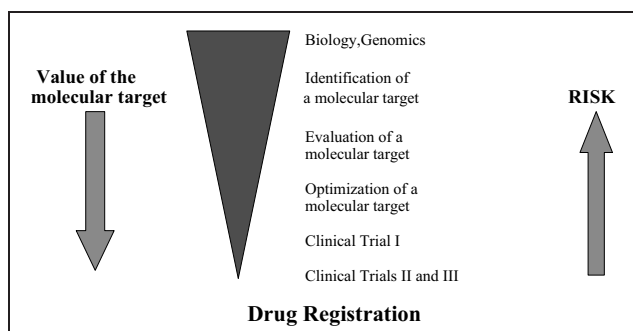 Biology,Genomics
Value of the
molecular target
Identification of
a molecular target
RISK
Evaluation of a
molecular target
Optimization of a
molecular target
Clinical Trial I
Clinical Trials II and III
Drug Registration